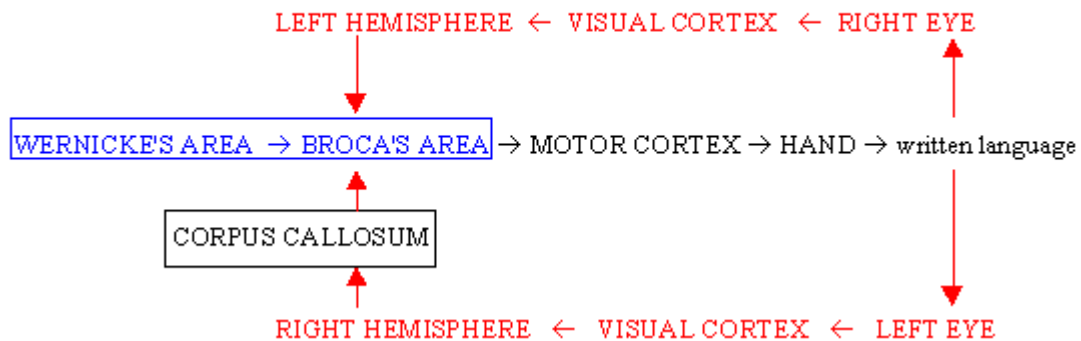 LEFT HEMISPHERE ← VISUAL CORTEX ← RIGHT EYE
WERNICKE'S AREA → BROCA'S AREA → MOTOR CORTEX → HAND → written language
CORPUS CALLOSUM
RIGHT HEMISPHERE ← VISUAL CORTEX ← LEFT EYE